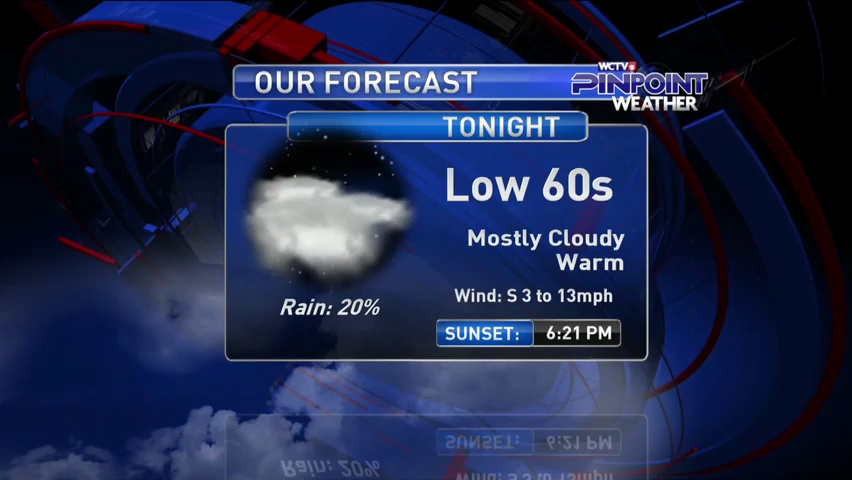 OUR FORECAST
WCTV
PINPOINT
WEATHER
TONIGHT
Low 60s
Mostly Cloudy
Warm
Wind: S 3 to 13mph
Rain: 20%
SUNSET: 6:21 PM